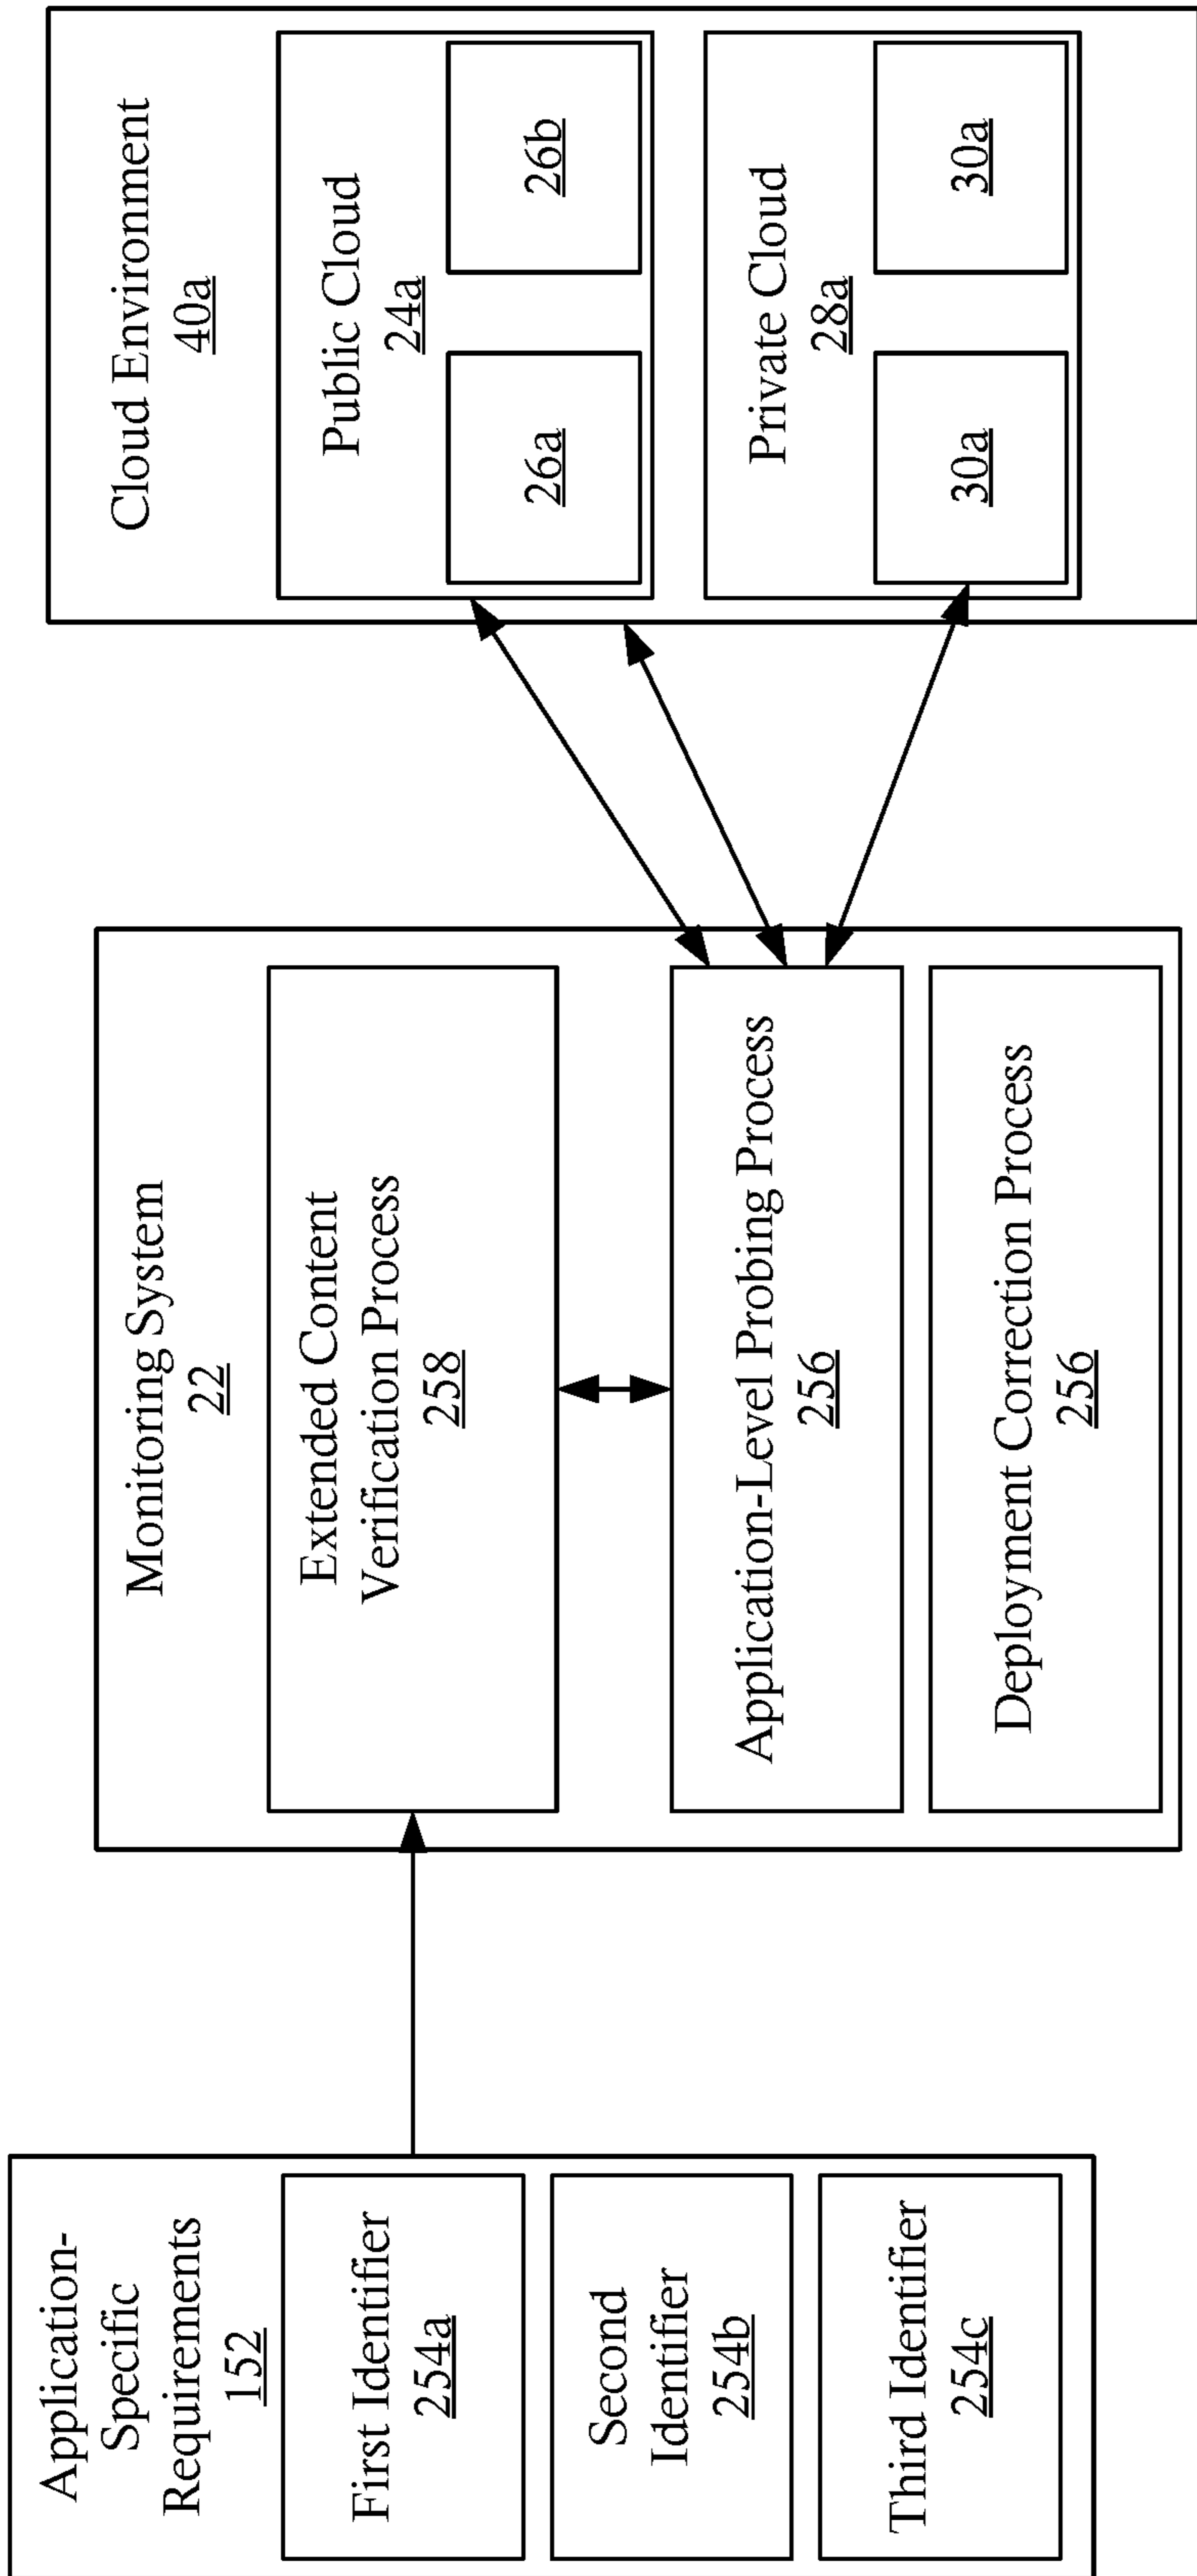 Application-
Specific
Requirements
152
First Identifier
254a
Second
Identifier
254b
Third Identifier
254c
Monitoring System
22
Extended Content
Verification Process
258
Application-Level Probing Process
256
Deployment Correction Process
256
Cloud Environment
40a
Public Cloud
24a
26a
26b
Private Cloud
28a
30a
30a